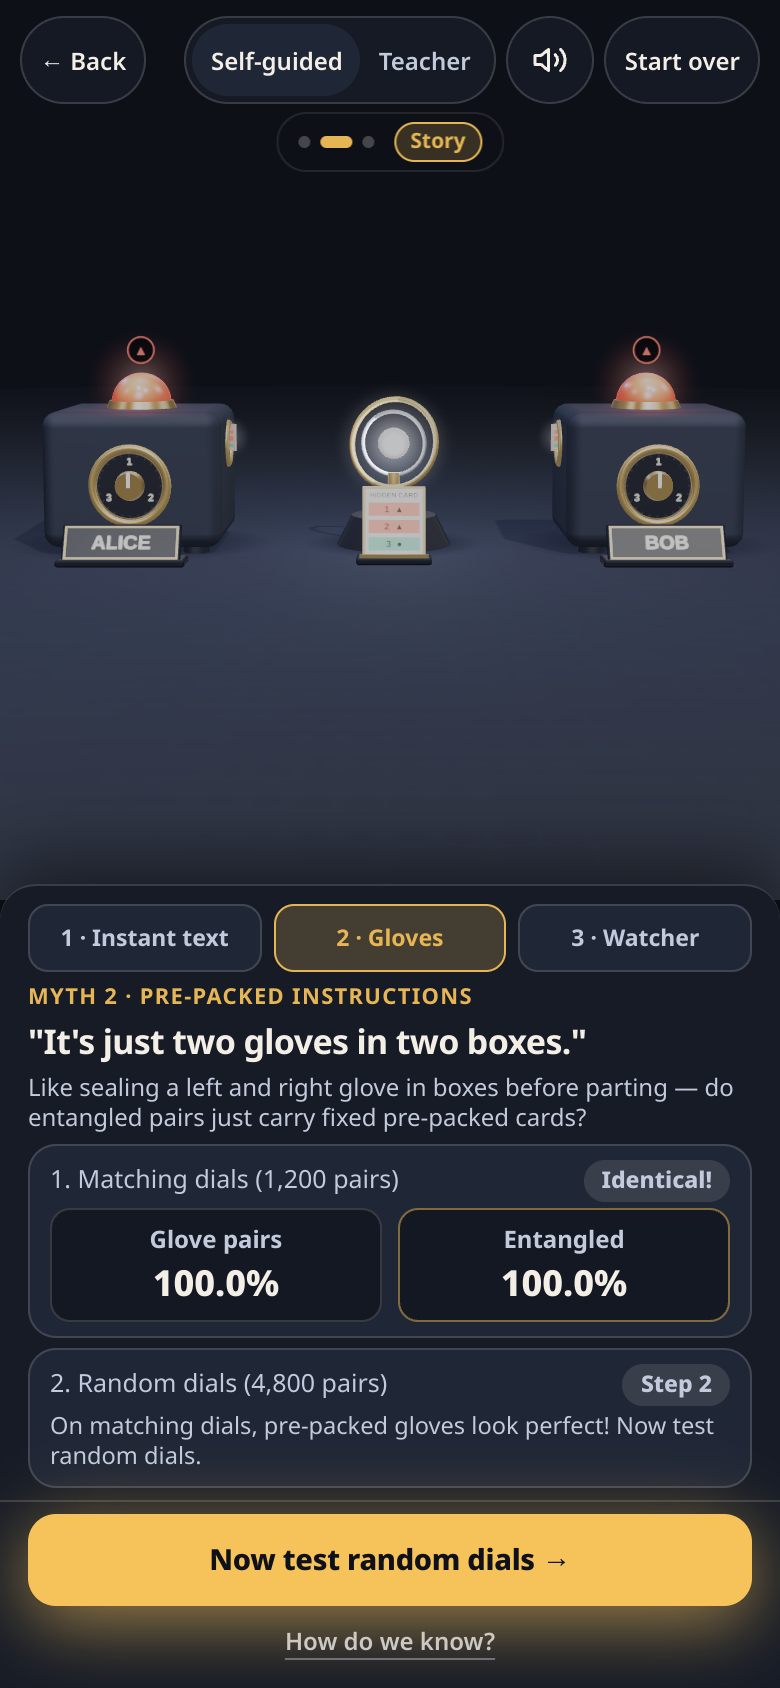 ← Back
Self-guided
Teacher
Start over
Story
1
3
2
ALICE
HIDDEN CARD
1 ▲
2 ▲
3 ●
1
3
2
BOB
1 · Instant text
2 · Gloves
3 · Watcher
MYTH 2 · PRE-PACKED INSTRUCTIONS
"It's just two gloves in two boxes."
Like sealing a left and right glove in boxes before parting — do
entangled pairs just carry fixed pre-packed cards?
1. Matching dials (1,200 pairs)
Identical!
Glove pairs
100.0%
Entangled
100.0%
2. Random dials (4,800 pairs)
Step 2
On matching dials, pre-packed gloves look perfect! Now test
random dials.
Now test random dials →
How do we know?